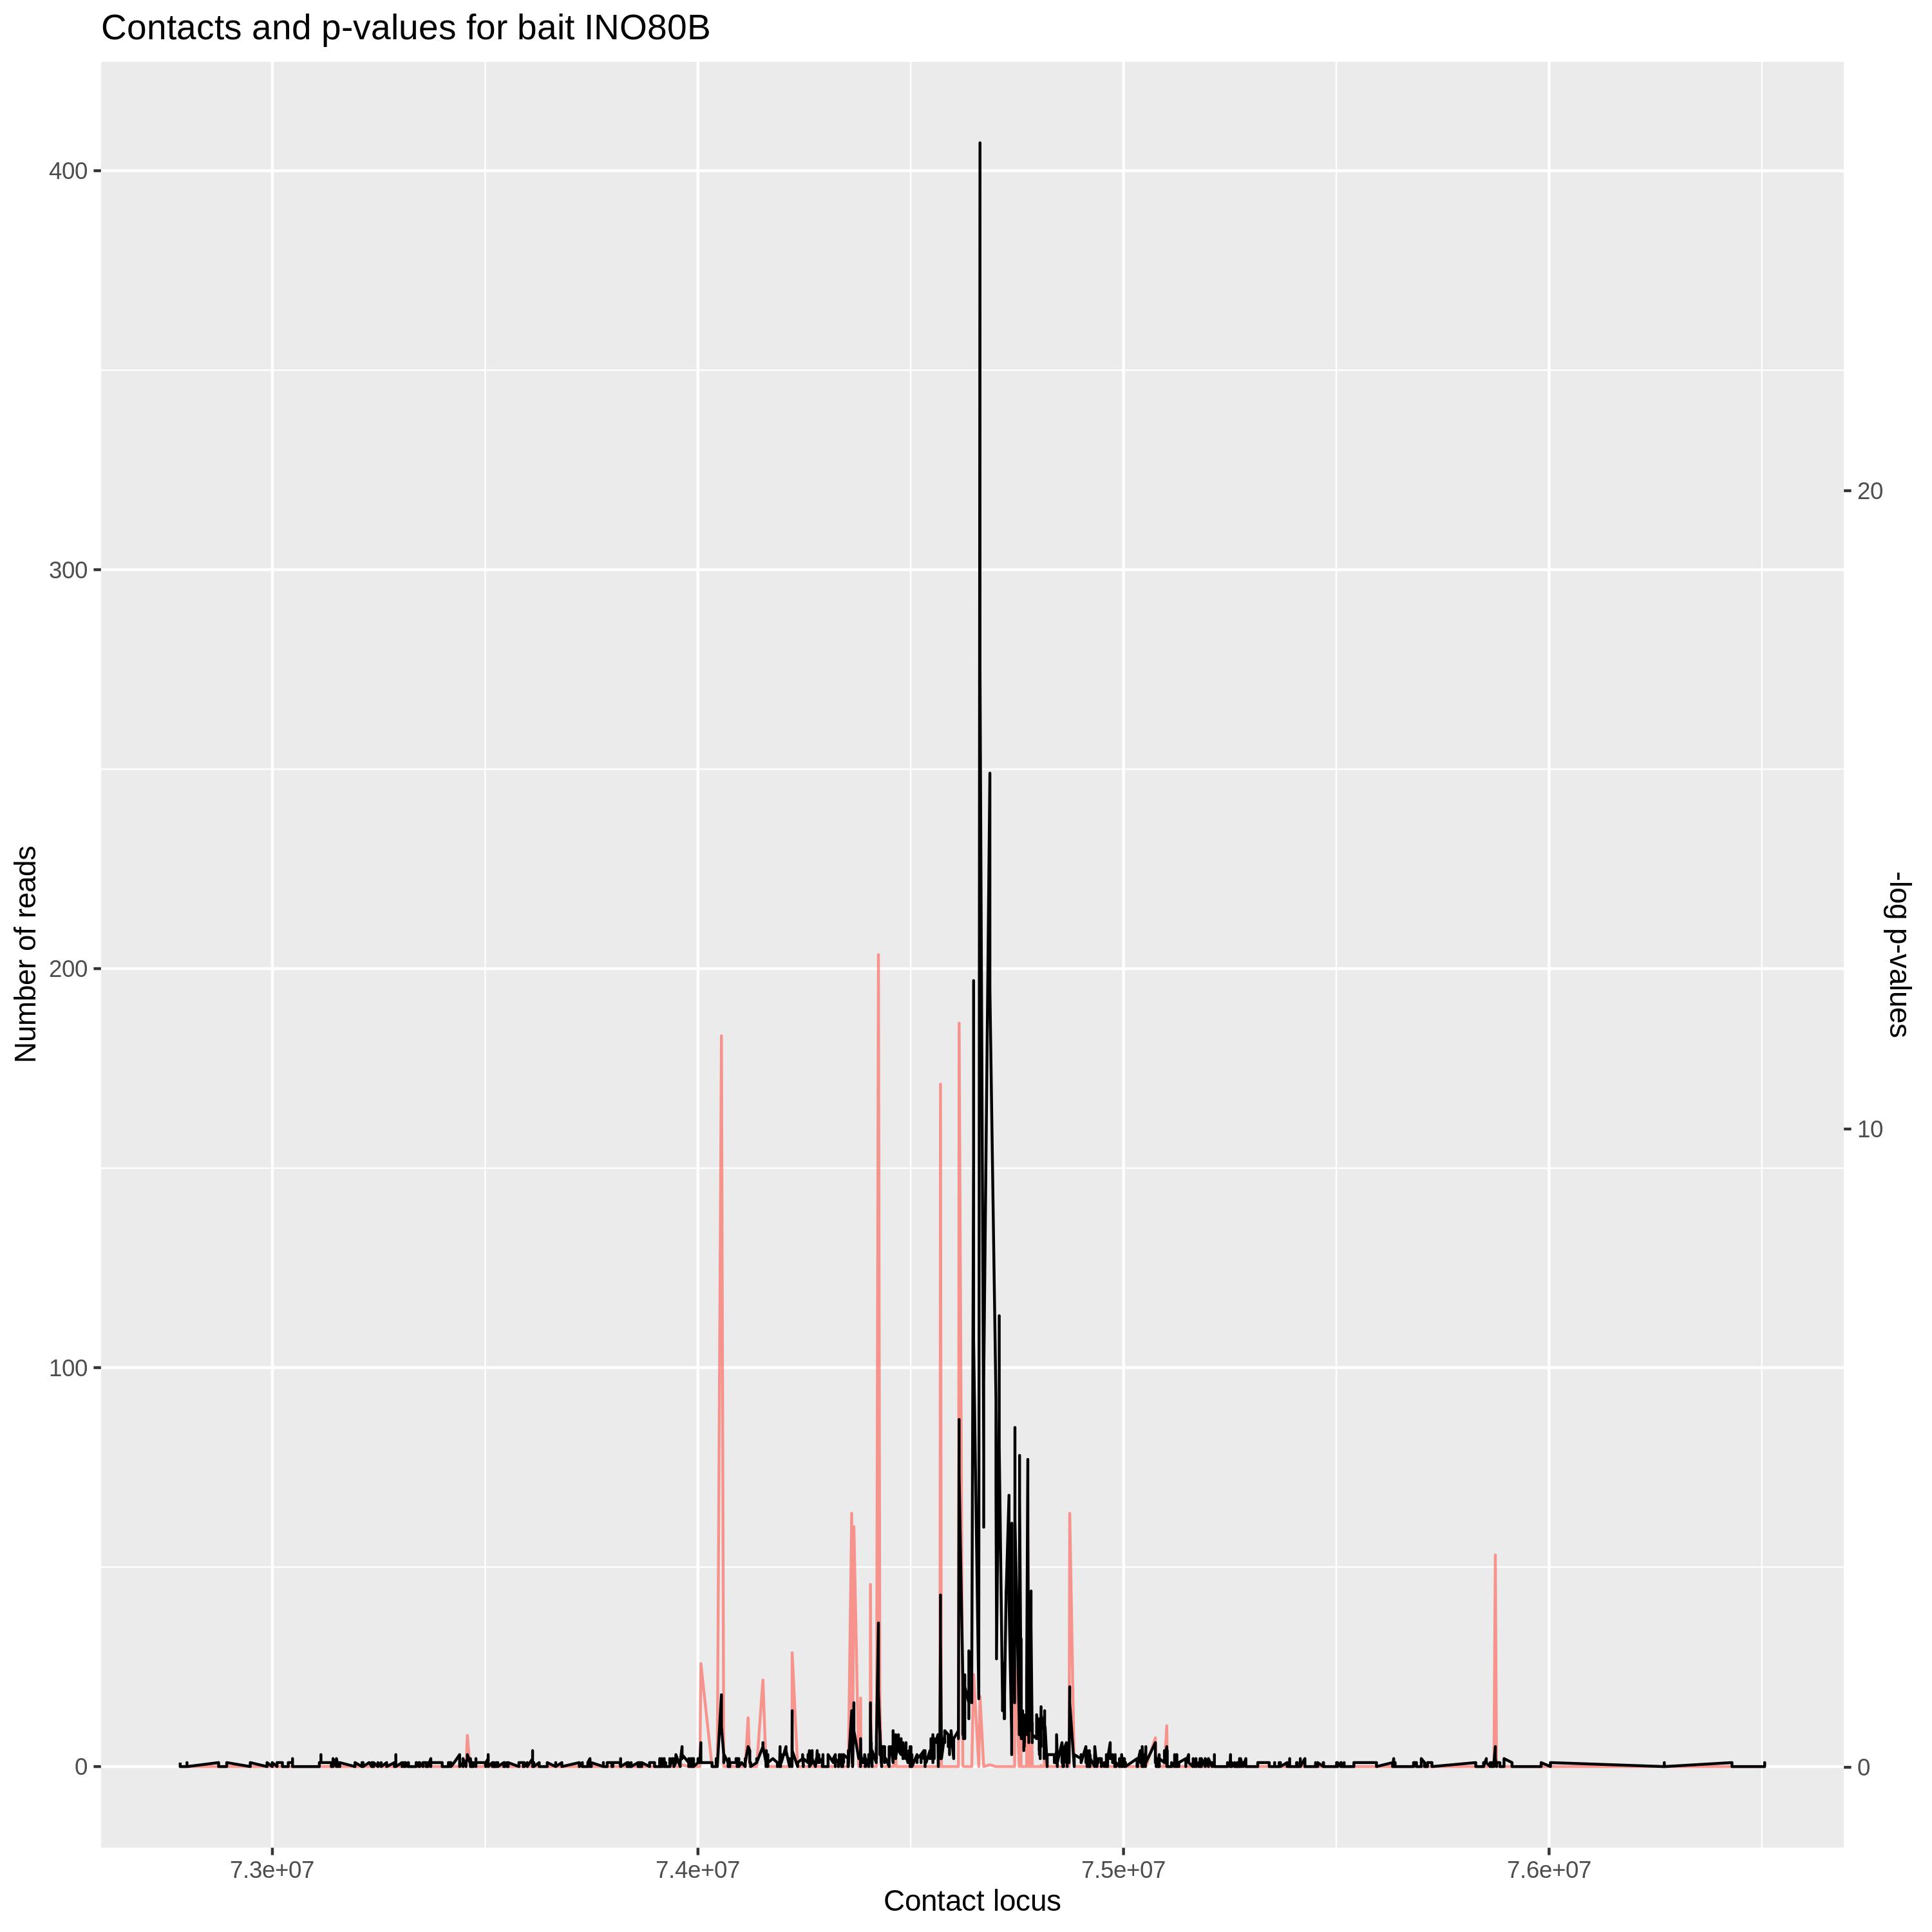 Contacts and p-values for bait INO80B
400
300
200
100
0
Number of reads
20
10
0
-log p-values
7.3e+07 7.4e+07 7.5e+07 7.6e+07
Contact locus